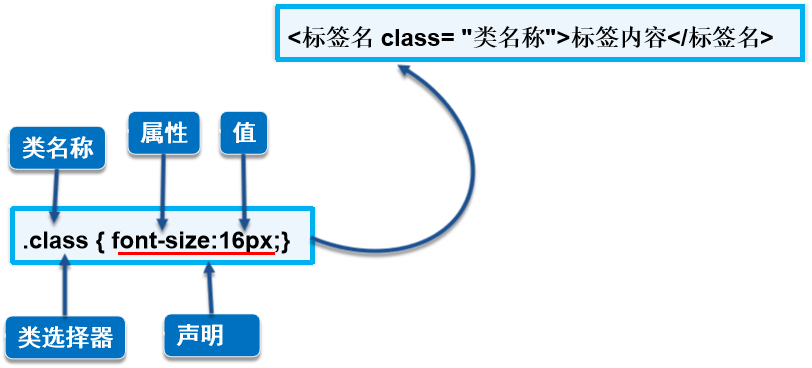 <标签名 class= "类名称">标签内容</标签名>
类名称
属性
值
.class { font-size:16px;}
类选择器
声明